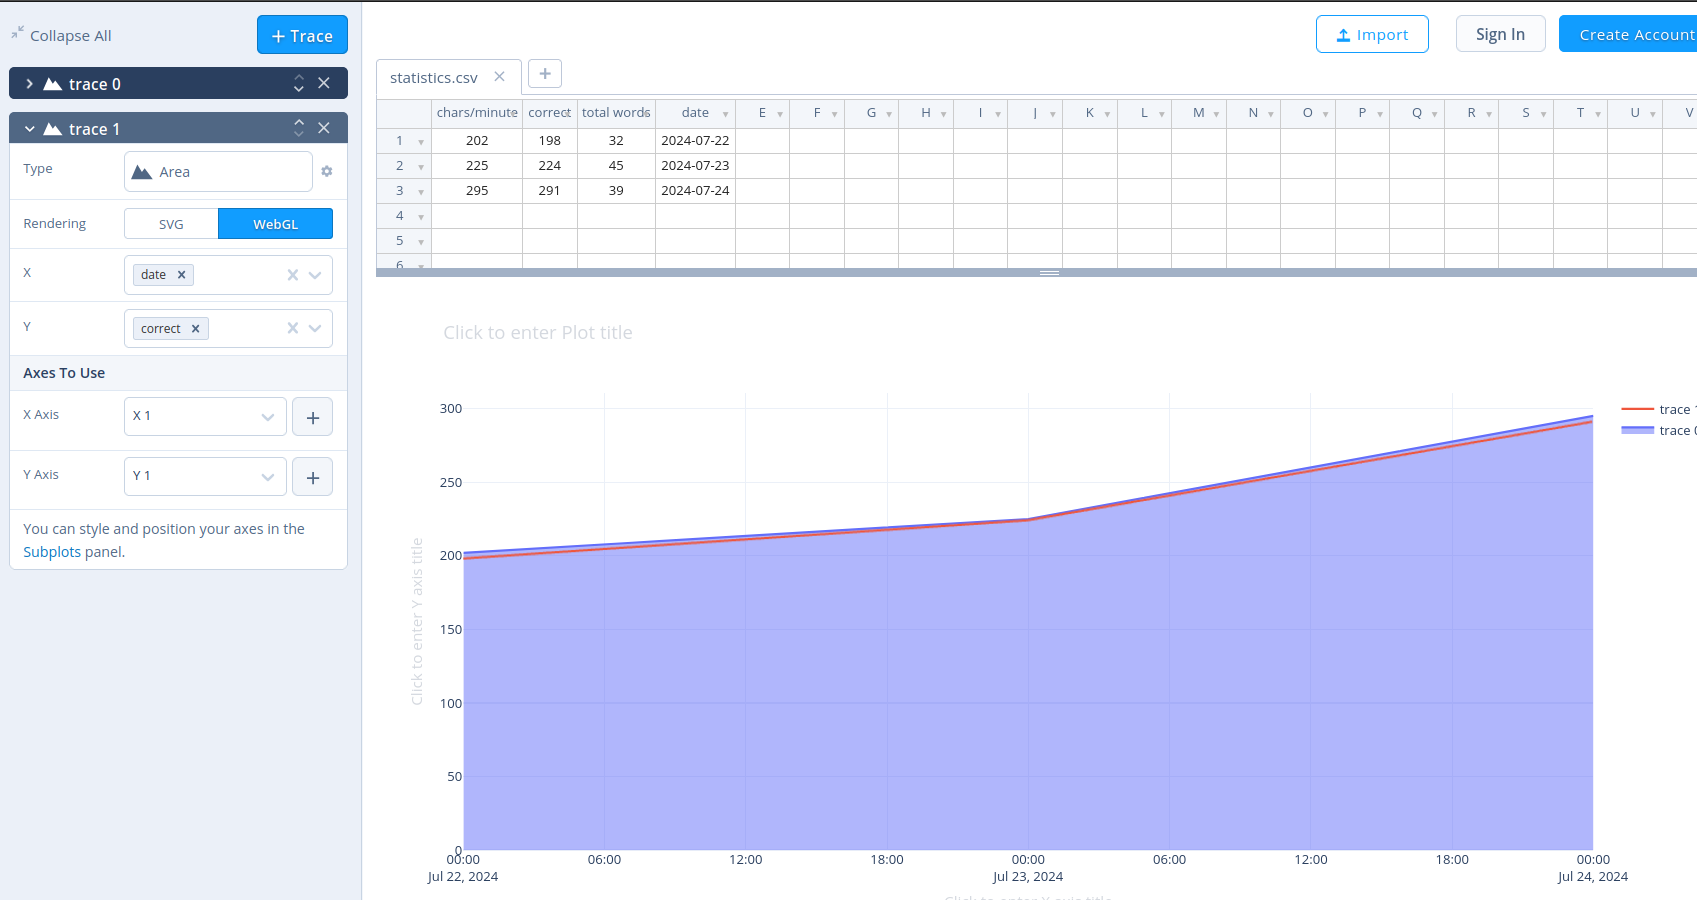 Collapse All
+ Trace
trace 0
trace 1
Type
Area
Rendering
SVG
WebGL
X
date
Y
correct
Axes To Use
X Axis
X 1
Y Axis
Y 1
You can style and position your axes in the
Subplots panel.
Import
Sign In
Create Account
statistics.csv
chars/minute correct total words date E F G H I J K L M N O P Q R S T U V
1 202 198 32 2024-07-22
2 225 224 45 2024-07-23
3 295 291 39 2024-07-24
4
5
6
Click to enter Plot title
300
250
200
150
100
50
0
Click to enter Y axis title
trace 1
trace 0
00:00 06:00 12:00 18:00 00:00 06:00 12:00 18:00 00:00
Jul 22, 2024 Jul 23, 2024 Jul 24, 2024
Click to enter X axis title